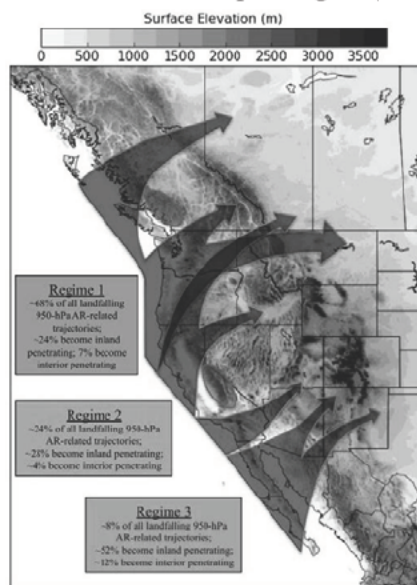 Surface Elevation (m)
0 500 1000 1500 2000 2500 3000 3500
Regime 1
~48% of all landfalling
950-hPa AR-related
trajectories;
~24% become inland
penetrating; 7% become
interior penetrating
Regime 2
~24% of all landfalling 950-hPa
AR-related trajectories;
~28% become inland penetrating;
~4% become interior penetrating
Regime 3
~8% of all landfalling 950-hPa
AR-related trajectories;
~52% become inland penetrating;
~12% become interior penetrating